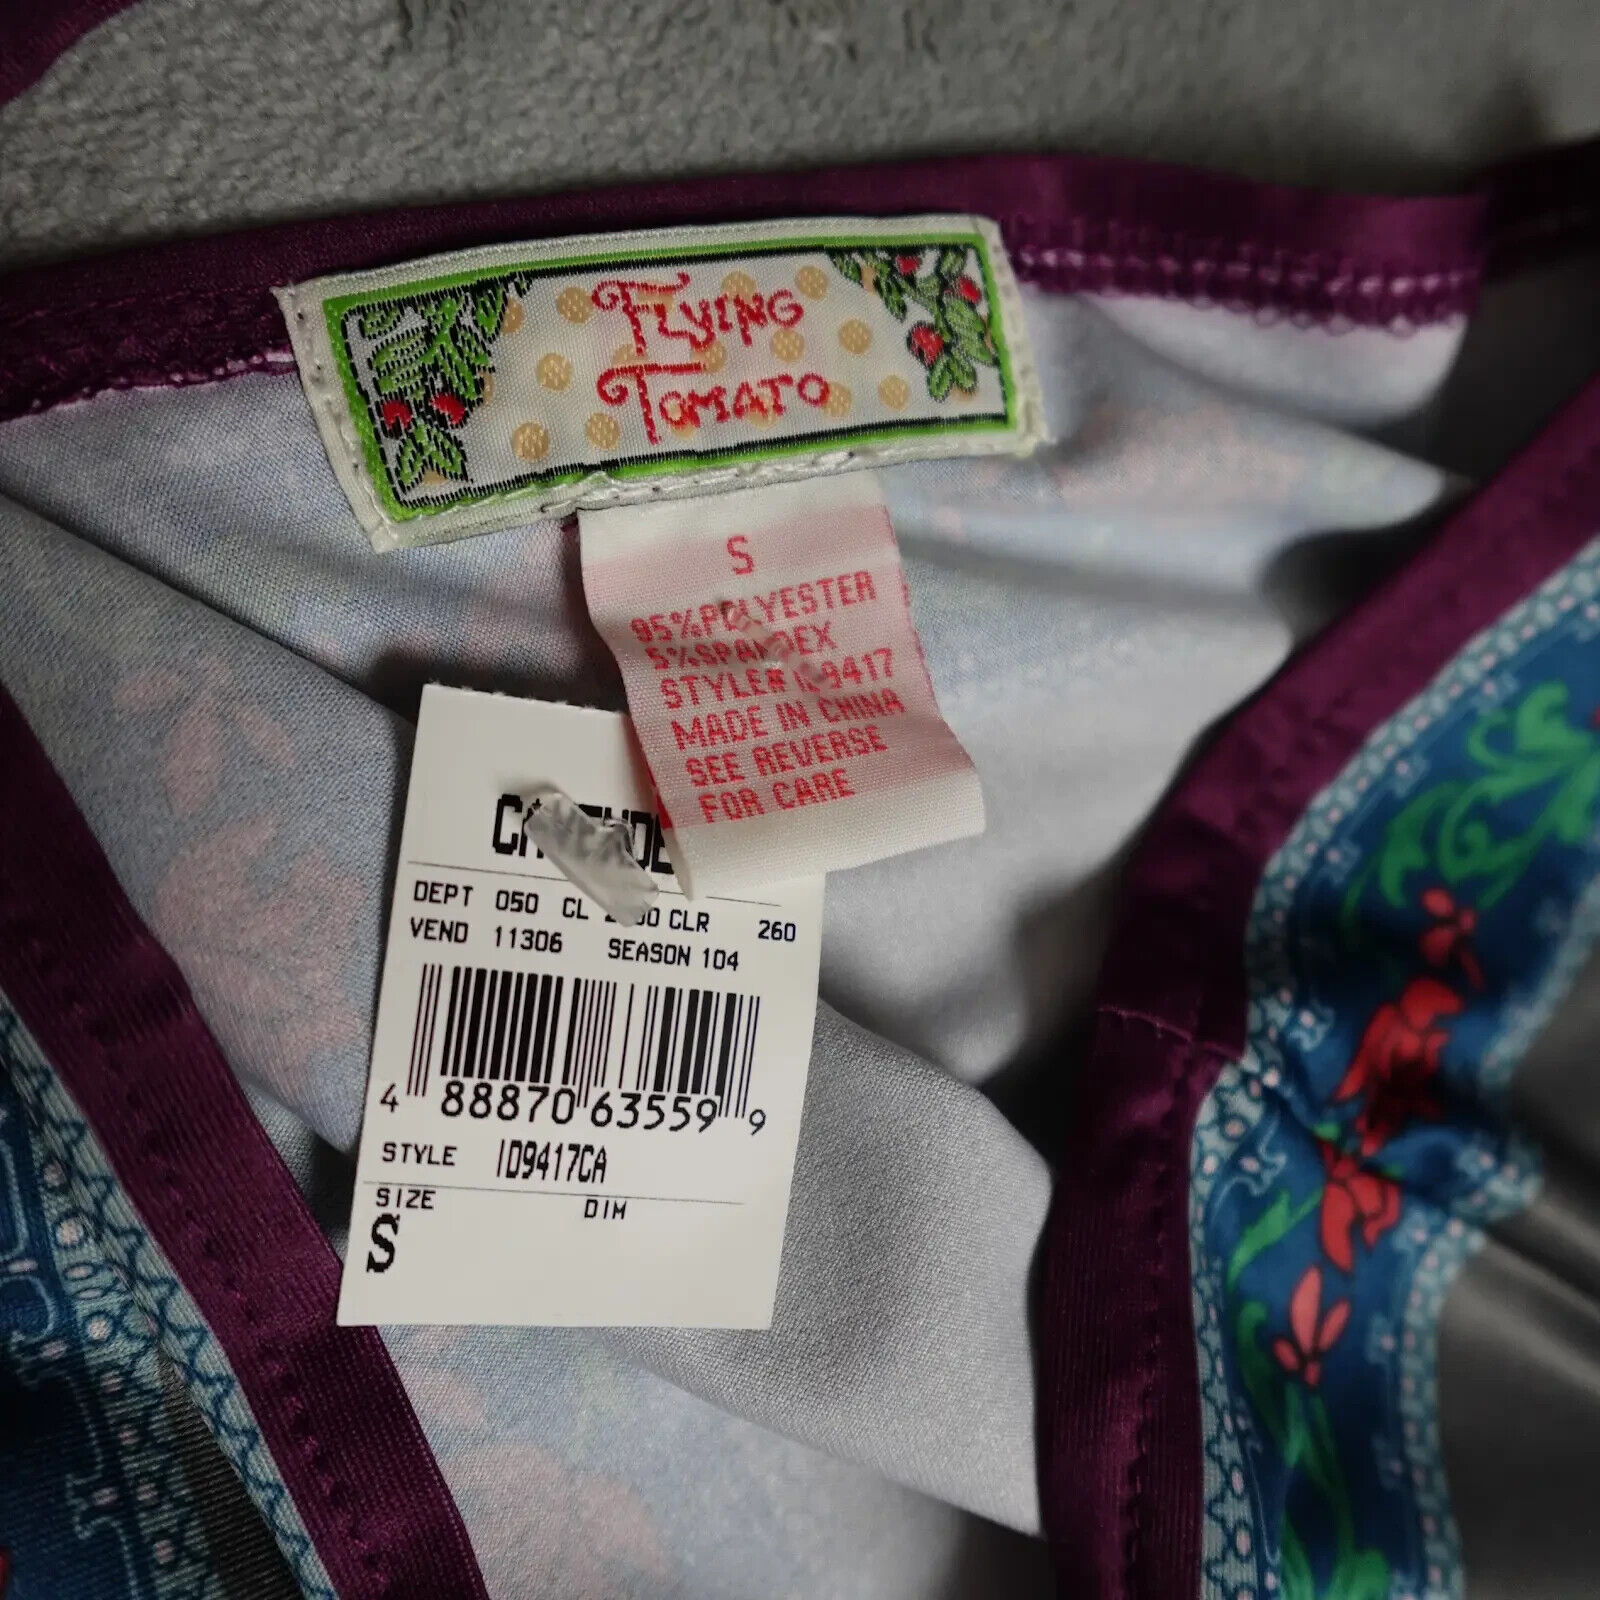 FLYING
TOMATO
S
95%POLYESTER
5%SPANDEX
STYLE# 9417
MADE IN CHINA
SEE REVERSE
FOR CARE
DEPT 050 CL CLR 260
VEND 11306 SEASON 104
4 88870 63559 9
STYLE ID9417CA
SIZE DIM
S